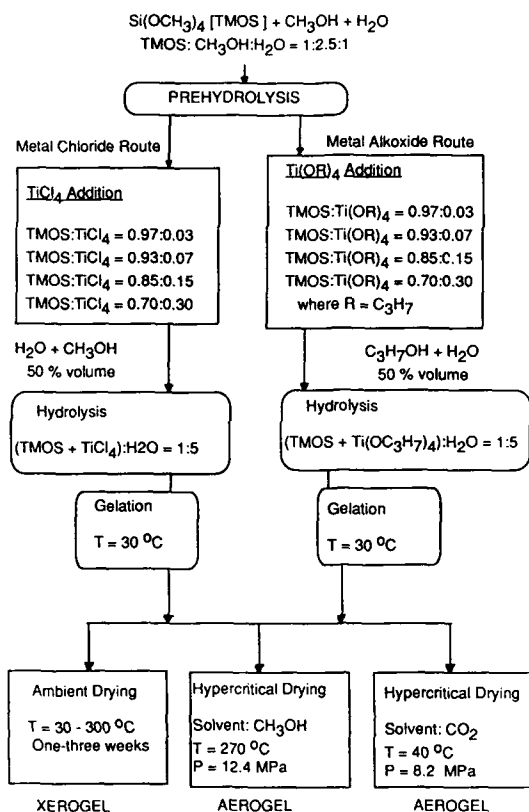 Si(OCH₃)₄ [TMOS] + CH₃OH + H₂O
TMOS: CH₃OH:H₂O = 1:2.5:1
PREHYDROLYSIS
Metal Chloride Route
Metal Alkoxide Route
TiCl₄ Addition
TMOS:TiCl₄ = 0.97:0.03
TMOS:TiCl₄ = 0.93:0.07
TMOS:TiCl₄ = 0.85:0.15
TMOS:TiCl₄ = 0.70:0.30
Ti(OR)₄ Addition
TMOS:Ti(OR)₄ = 0.97:0.03
TMOS:Ti(OR)₄ = 0.93:0.07
TMOS:Ti(OR)₄ = 0.85:0.15
TMOS:Ti(OR)₄ = 0.70:0.30
where R = C₃H₇
H₂O + CH₃OH
50 % volume
C₃H₇OH + H₂O
50 % volume
Hydrolysis
(TMOS + TiCl₄):H2O = 1:5
Hydrolysis
(TMOS + Ti(OC₃H₇)₄):H₂O = 1:5
Gelation
T = 30 ºC
Gelation
T = 30 ºC
Ambient Drying
T = 30 - 300 ºC
One-three weeks
XEROGEL
Hypercritical Drying
Solvent: CH₃OH
T = 270 ºC
P = 12.4 MPa
AEROGEL
Hypercritical Drying
Solvent: CO₂
T = 40 ºC
P = 8.2 MPa
AEROGEL